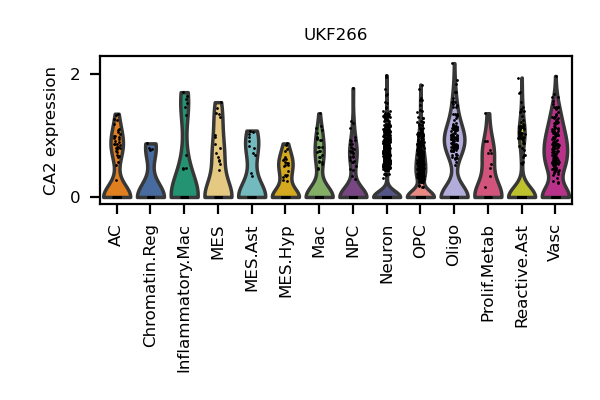 UKF266
CA2 expression
2
0
AC
Chromatin.Reg
Inflammatory.Mac
MES
MES.Ast
MES.Hyp
Mac
NPC
Neuron
OPC
Oligo
Prolif.Metab
Reactive.Ast
Vasc